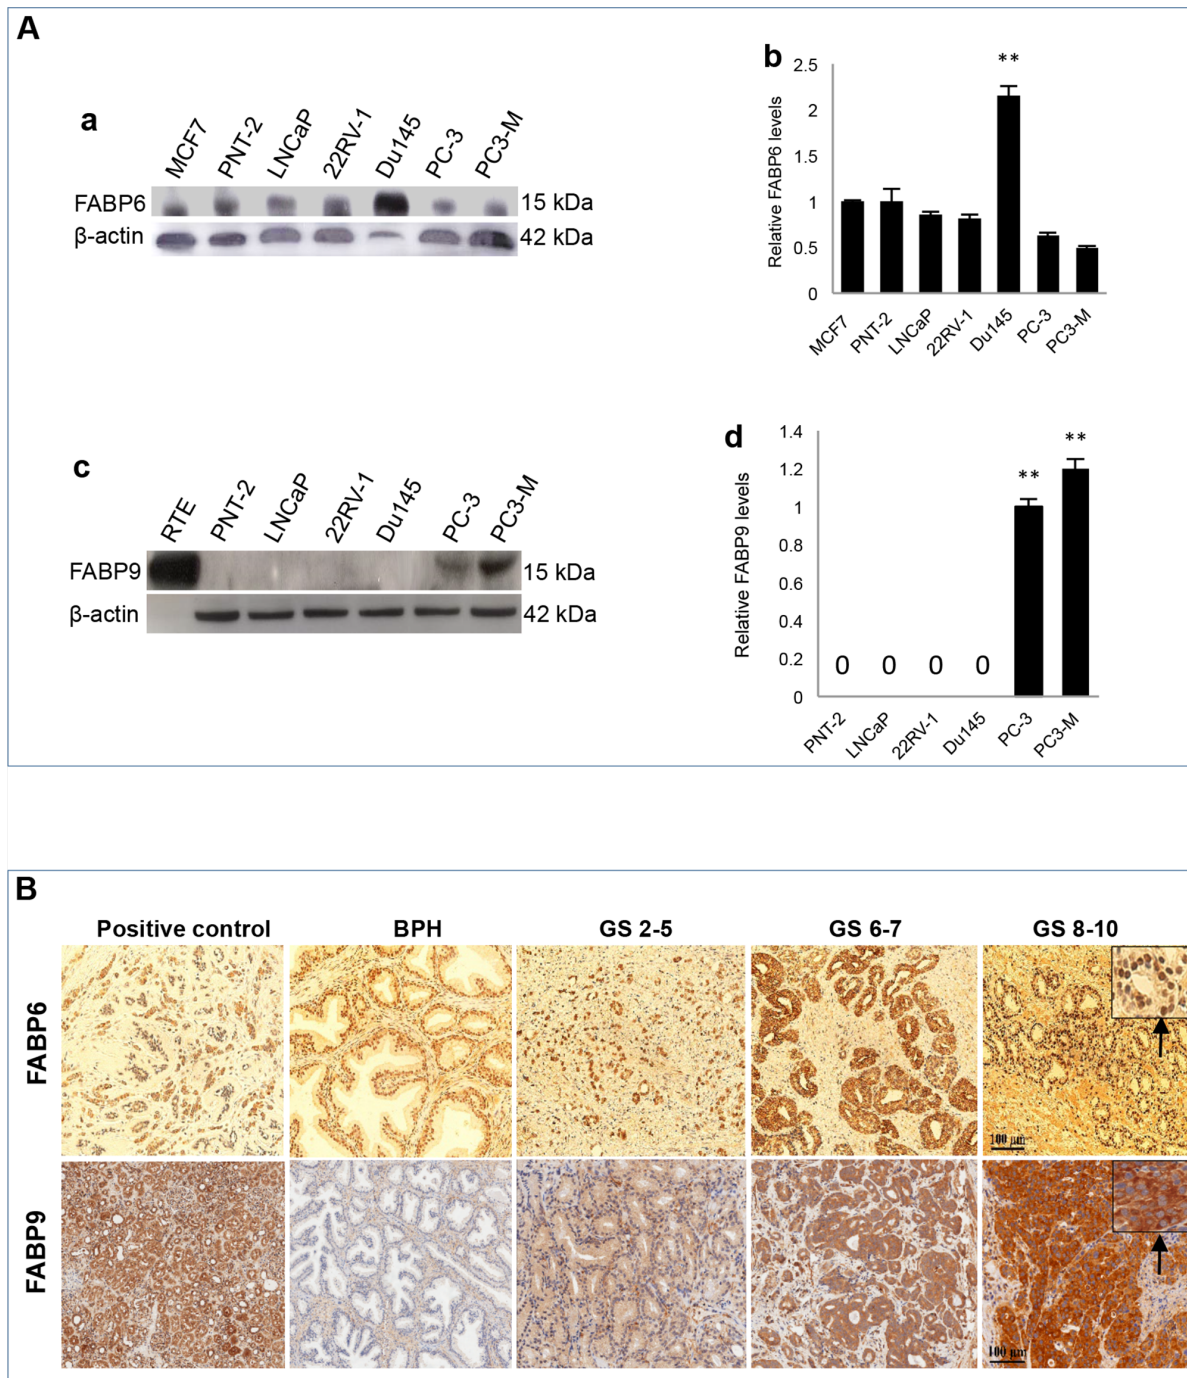 A
a
MCF7 PNT-2 LNCaP 22RV-1 Du145 PC-3 PC3-M
FABP6 15 kDa
β-actin 42 kDa
b
Relative FABP6 levels
2.5
2
1.5
1
0.5
0
**
MCF7 PNT-2 LNCaP 22RV-1 Du145 PC-3 PC3-M
c
RTE PNT-2 LNCaP 22RV-1 Du145 PC-3 PC3-M
FABP9 15 kDa
β-actin 42 kDa
d
Relative FABP9 levels
1.4
1.2
1
0.8
0.6
0.4
0.2
0
0 0 0 0 ** **
PNT-2 LNCaP 22RV-1 Du145 PC-3 PC3-M
B
Positive control BPH GS 2-5 GS 6-7 GS 8-10
FABP6
100 μm
FABP9
100 μm